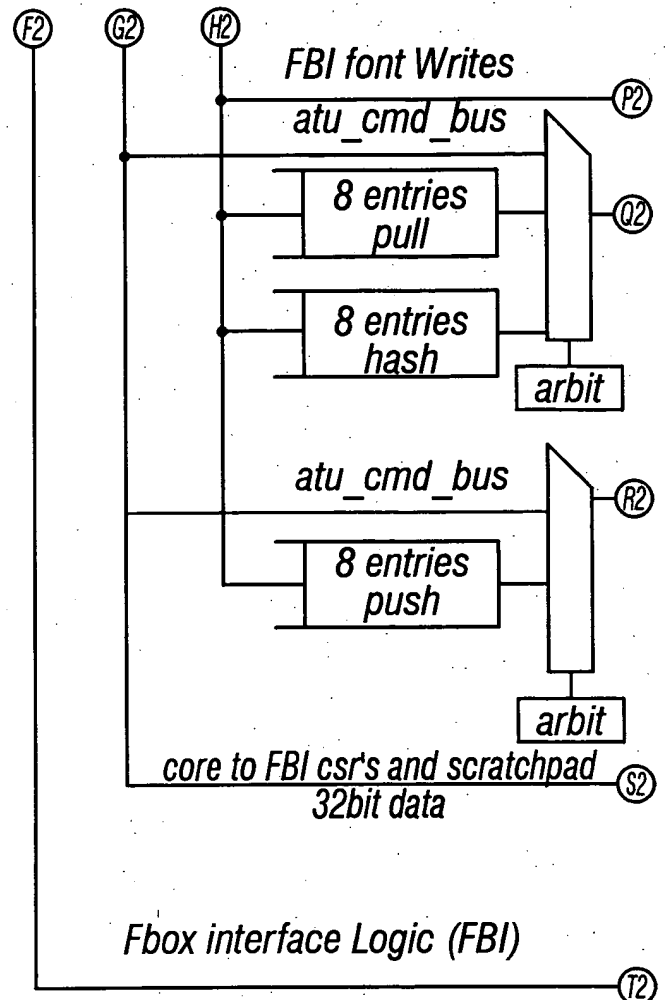 F2 G2 H2
FBI font Writes
P2
atu_cmd_bus
8 entries
pull
Q2
8 entries
hash
arbit
atu_cmd_bus
R2
8 entries
push
arbit
core to FBI csr's and scratchpad
S2
32bit data
Fbox interface Logic (FBI)
T2